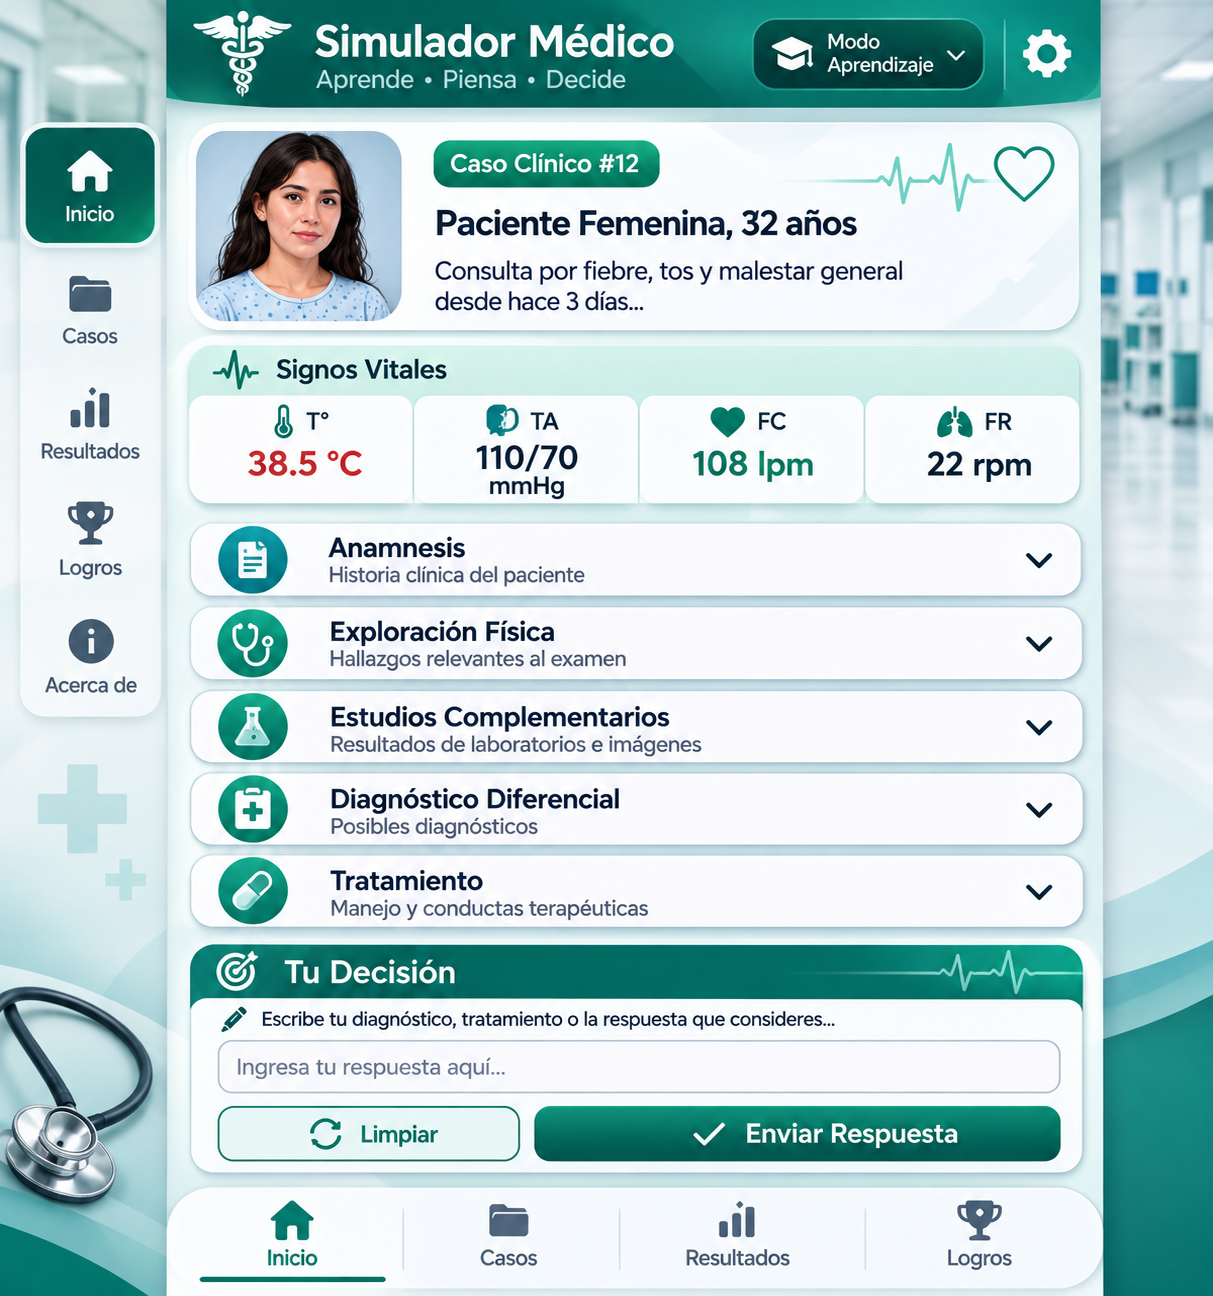 Simulador Médico
Aprende • Piensa • Decide
Modo
Aprendizaje
Inicio
Casos
Resultados
Logros
Acerca de
Caso Clínico #12
Paciente Femenina, 32 años
Consulta por fiebre, tos y malestar general
desde hace 3 días...
Signos Vitales
T°
38.5 °C
TA
110/70
mmHg
FC
108 lpm
FR
22 rpm
Anamnesis
Historia clínica del paciente
Exploración Física
Hallazgos relevantes al examen
Estudios Complementarios
Resultados de laboratorios e imágenes
Diagnóstico Diferencial
Posibles diagnósticos
Tratamiento
Manejo y conductas terapéuticas
Tu Decisión
Escribe tu diagnóstico, tratamiento o la respuesta que consideres...
Ingresa tu respuesta aquí...
Limpiar
Enviar Respuesta
Inicio
Casos
Resultados
Logros